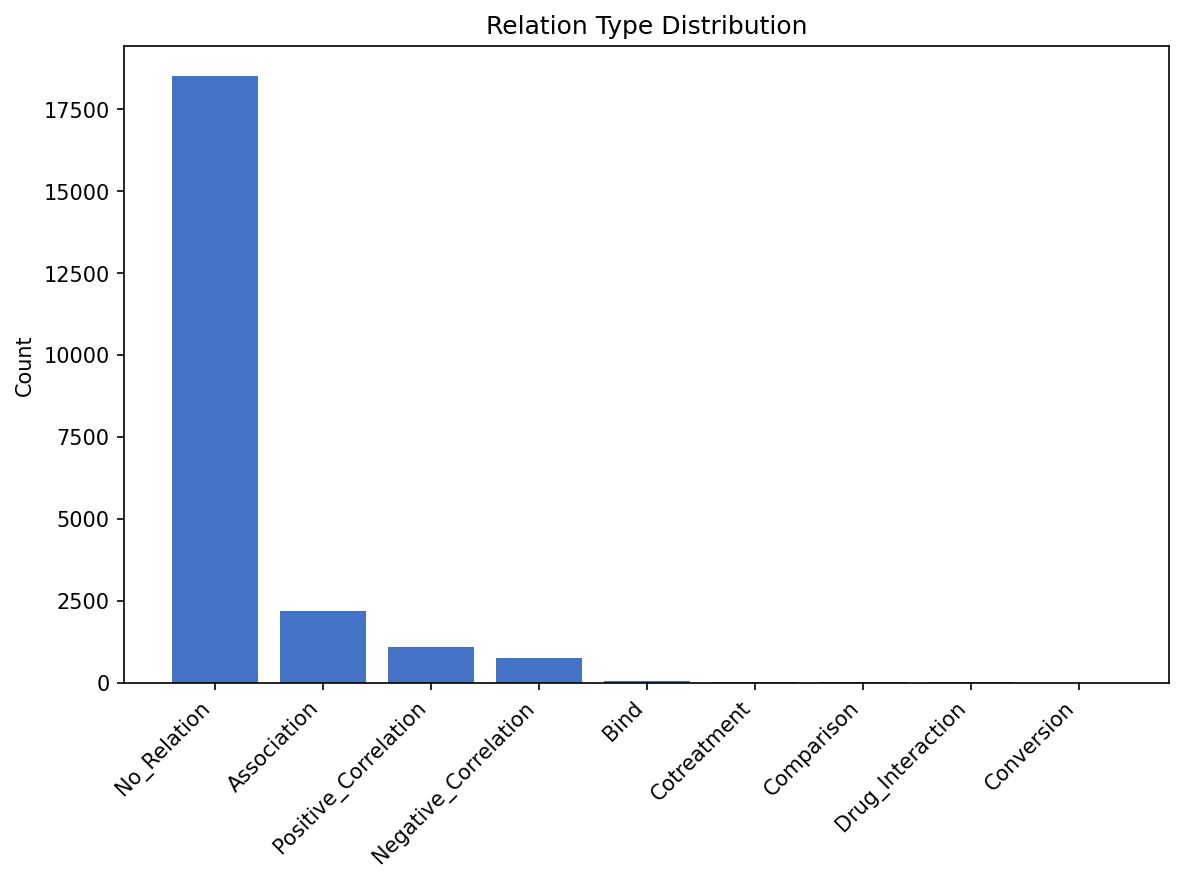 Relation Type Distribution
Count
17500
15000
12500
10000
7500
5000
2500
0
No_Relation
Association
Positive_Correlation
Negative_Correlation
Bind
Cotreatment
Comparison
Drug_Interaction
Conversion